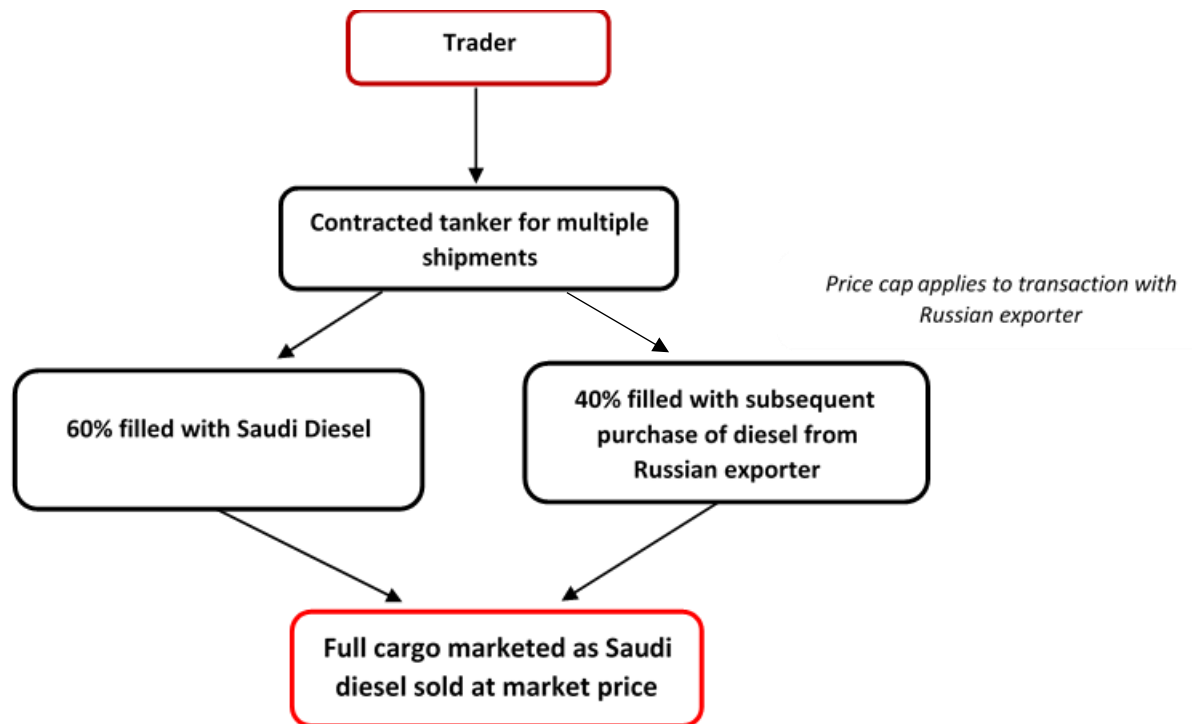 Trader
Contracted tanker for multiple
shipments
Price cap applies to transaction with
Russian exporter
60% filled with Saudi Diesel
40% filled with subsequent
purchase of diesel from
Russian exporter
Full cargo marketed as Saudi
diesel sold at market price